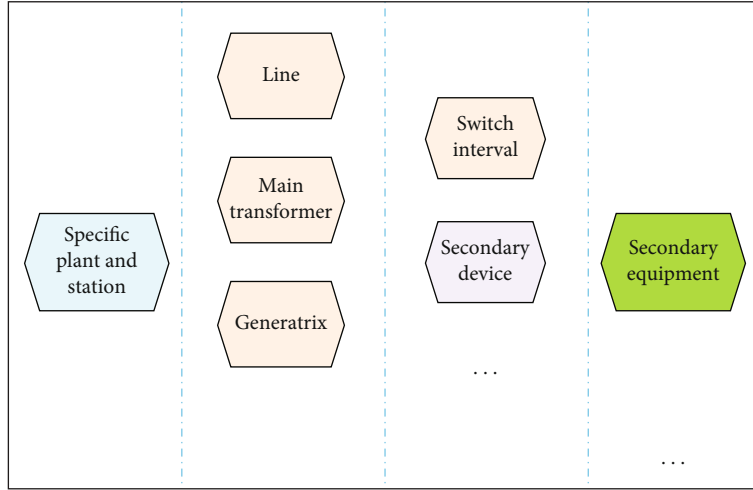 Specific
plant and
station
Line
Main
transformer
Generatrix
Switch
interval
Secondary
device
...
Secondary
equipment
...